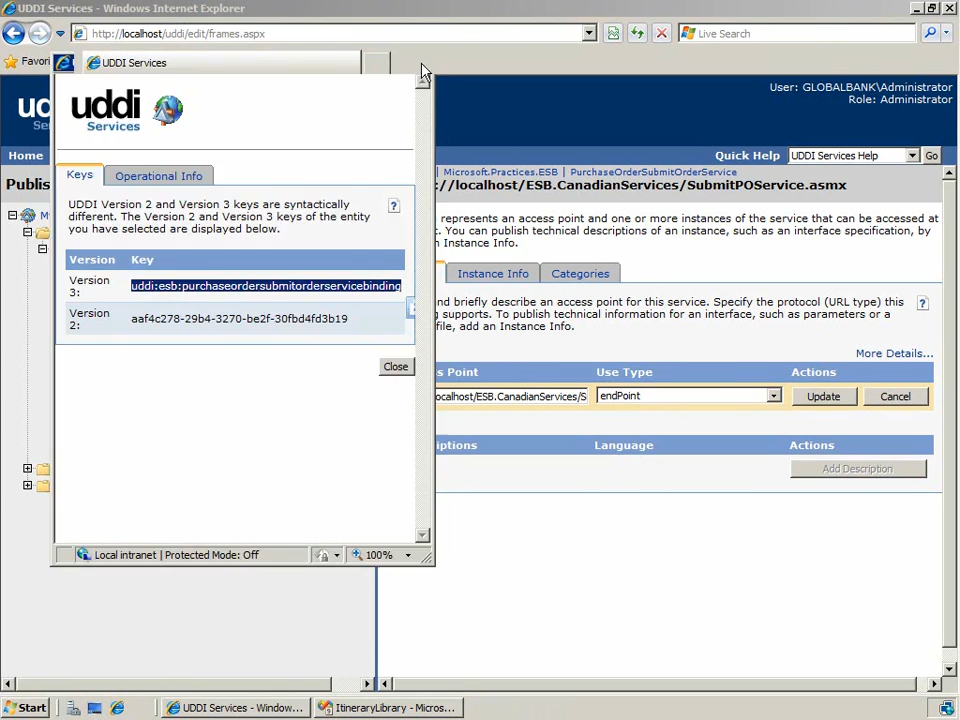 UDDI Services - Windows Internet Explorer
http://localhost/uddi/edit/frames.aspx
Live Search
Favori
UDDI Services
uddi
Services
Keys
Operational Info
UDDI Version 2 and Version 3 keys are syntactically
different. The Version 2 and Version 3 keys of the entity
you have selected are displayed below.
?
Version Key
Version
3:
uddi:esb:purchaseordersubmitorderservicebinding
Version
2:
aaf4c278-29b4-3270-be2f-30fbd4fd3b19
Close
Local intranet | Protected Mode: Off
100%
ud
Se
Home
Publis
M
User: GLOBALBANK\Administrator
Role: Administrator
Quick Help UDDI Services Help Go
Microsoft.Practices.ESB | PurchaseOrderSubmitOrderService
://localhost/ESB.CanadianServices/SubmitPOService.asmx
represents an access point and one or more instances of the service that can be accessed at
. You can publish technical descriptions of an instance, such as an interface specification, by
n Instance Info.
Instance Info
Categories
nd briefly describe an access point for this service. Specify the protocol (URL type) this
g supports. To publish technical information for an interface, such as parameters or a
file, add an Instance Info.
?
More Details...
s Point Use Type Actions
ocalhost/ESB.CanadianServices/S endPoint Update Cancel
iptions Language Actions
Add Description
Start
UDDI Services - Window...
ItineraryLibrary - Micros...